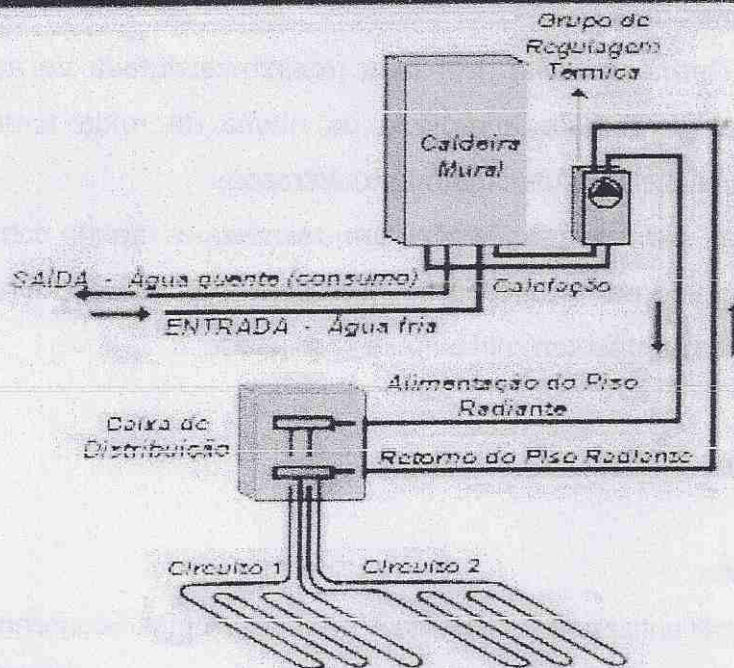 Grupo de
Regulagem
Térmica
Caldeira
Mural
SAÍDA - Água quente (consumo)
Calefação
ENTRADA - Água fria
Alimentação do Piso
Radiante
Caixa de
Distribuição
Retorno do Piso Radiante
Circuito 1
Circuito 2